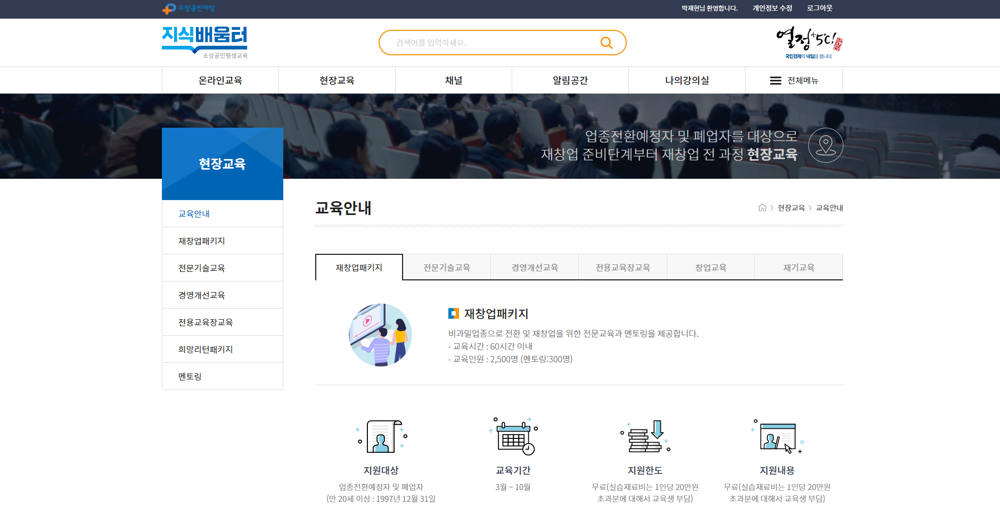 소상공인마당
박재현님 환영합니다.
개인정보 수정
로그아웃
지식배움터
소상공인평생교육
검색어를 입력하세요.
열정+5℃!
국민경제의 내일을 봅니다.
온라인교육
현장교육
채널
알림공간
나의강의실
전체메뉴
업종전환예정자 및 폐업자를 대상으로
재창업 준비단계부터 재창업 전 과정 현장교육
현장교육
교육안내
재창업패키지
전문기술교육
경영개선교육
전용교육장교육
희망리턴패키지
멘토링
교육안내
> 현장교육 > 교육안내
재창업패키지
전문기술교육
경영개선교육
전용교육장교육
창업교육
재기교육
재창업패키지
비과밀업종으로 전환 및 재창업을 위한 전문교육과 멘토링을 제공합니다.
- 교육시간 : 60시간 이내
- 교육인원 : 2,500명 (멘토링:300명)
지원대상
업종전환예정자 및 폐업자
(만 20세 이상 : 1997년 12월 31일
교육기간
3월 ~ 10월
지원한도
무료(실습재료비는 1인당 20만원
초과분에 대해서 교육생 부담)
지원내용
무료(실습재료비는 1인당 20만원
초과분에 대해서 교육생 부담)